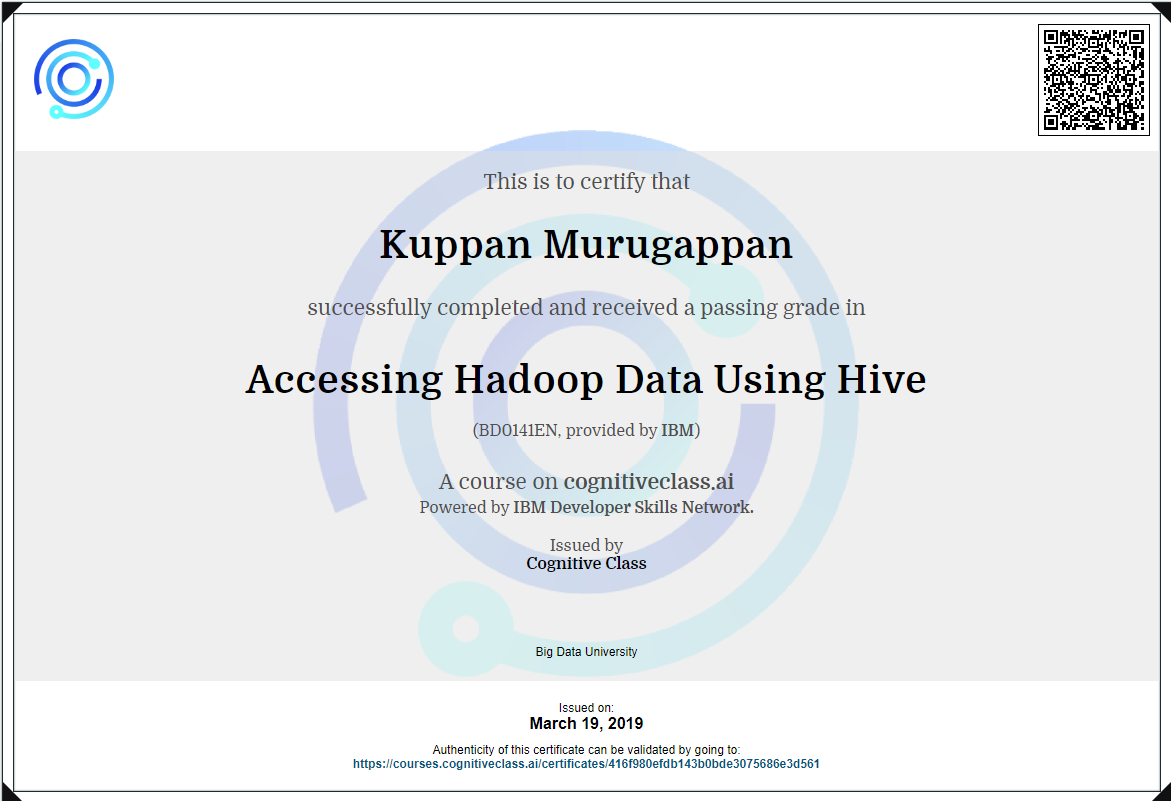 This is to certify that
Kuppan Murugappan
successfully completed and received a passing grade in
Accessing Hadoop Data Using Hive
(BD0141EN, provided by IBM)
A course on cognitiveclass.ai
Powered by IBM Developer Skills Network.
Issued by
Cognitive Class
Big Data University
Issued on:
March 19, 2019
Authenticity of this certificate can be validated by going to:
https://courses.cognitiveclass.ai/certificates/416f980efdb143b0bde3075686e3d561